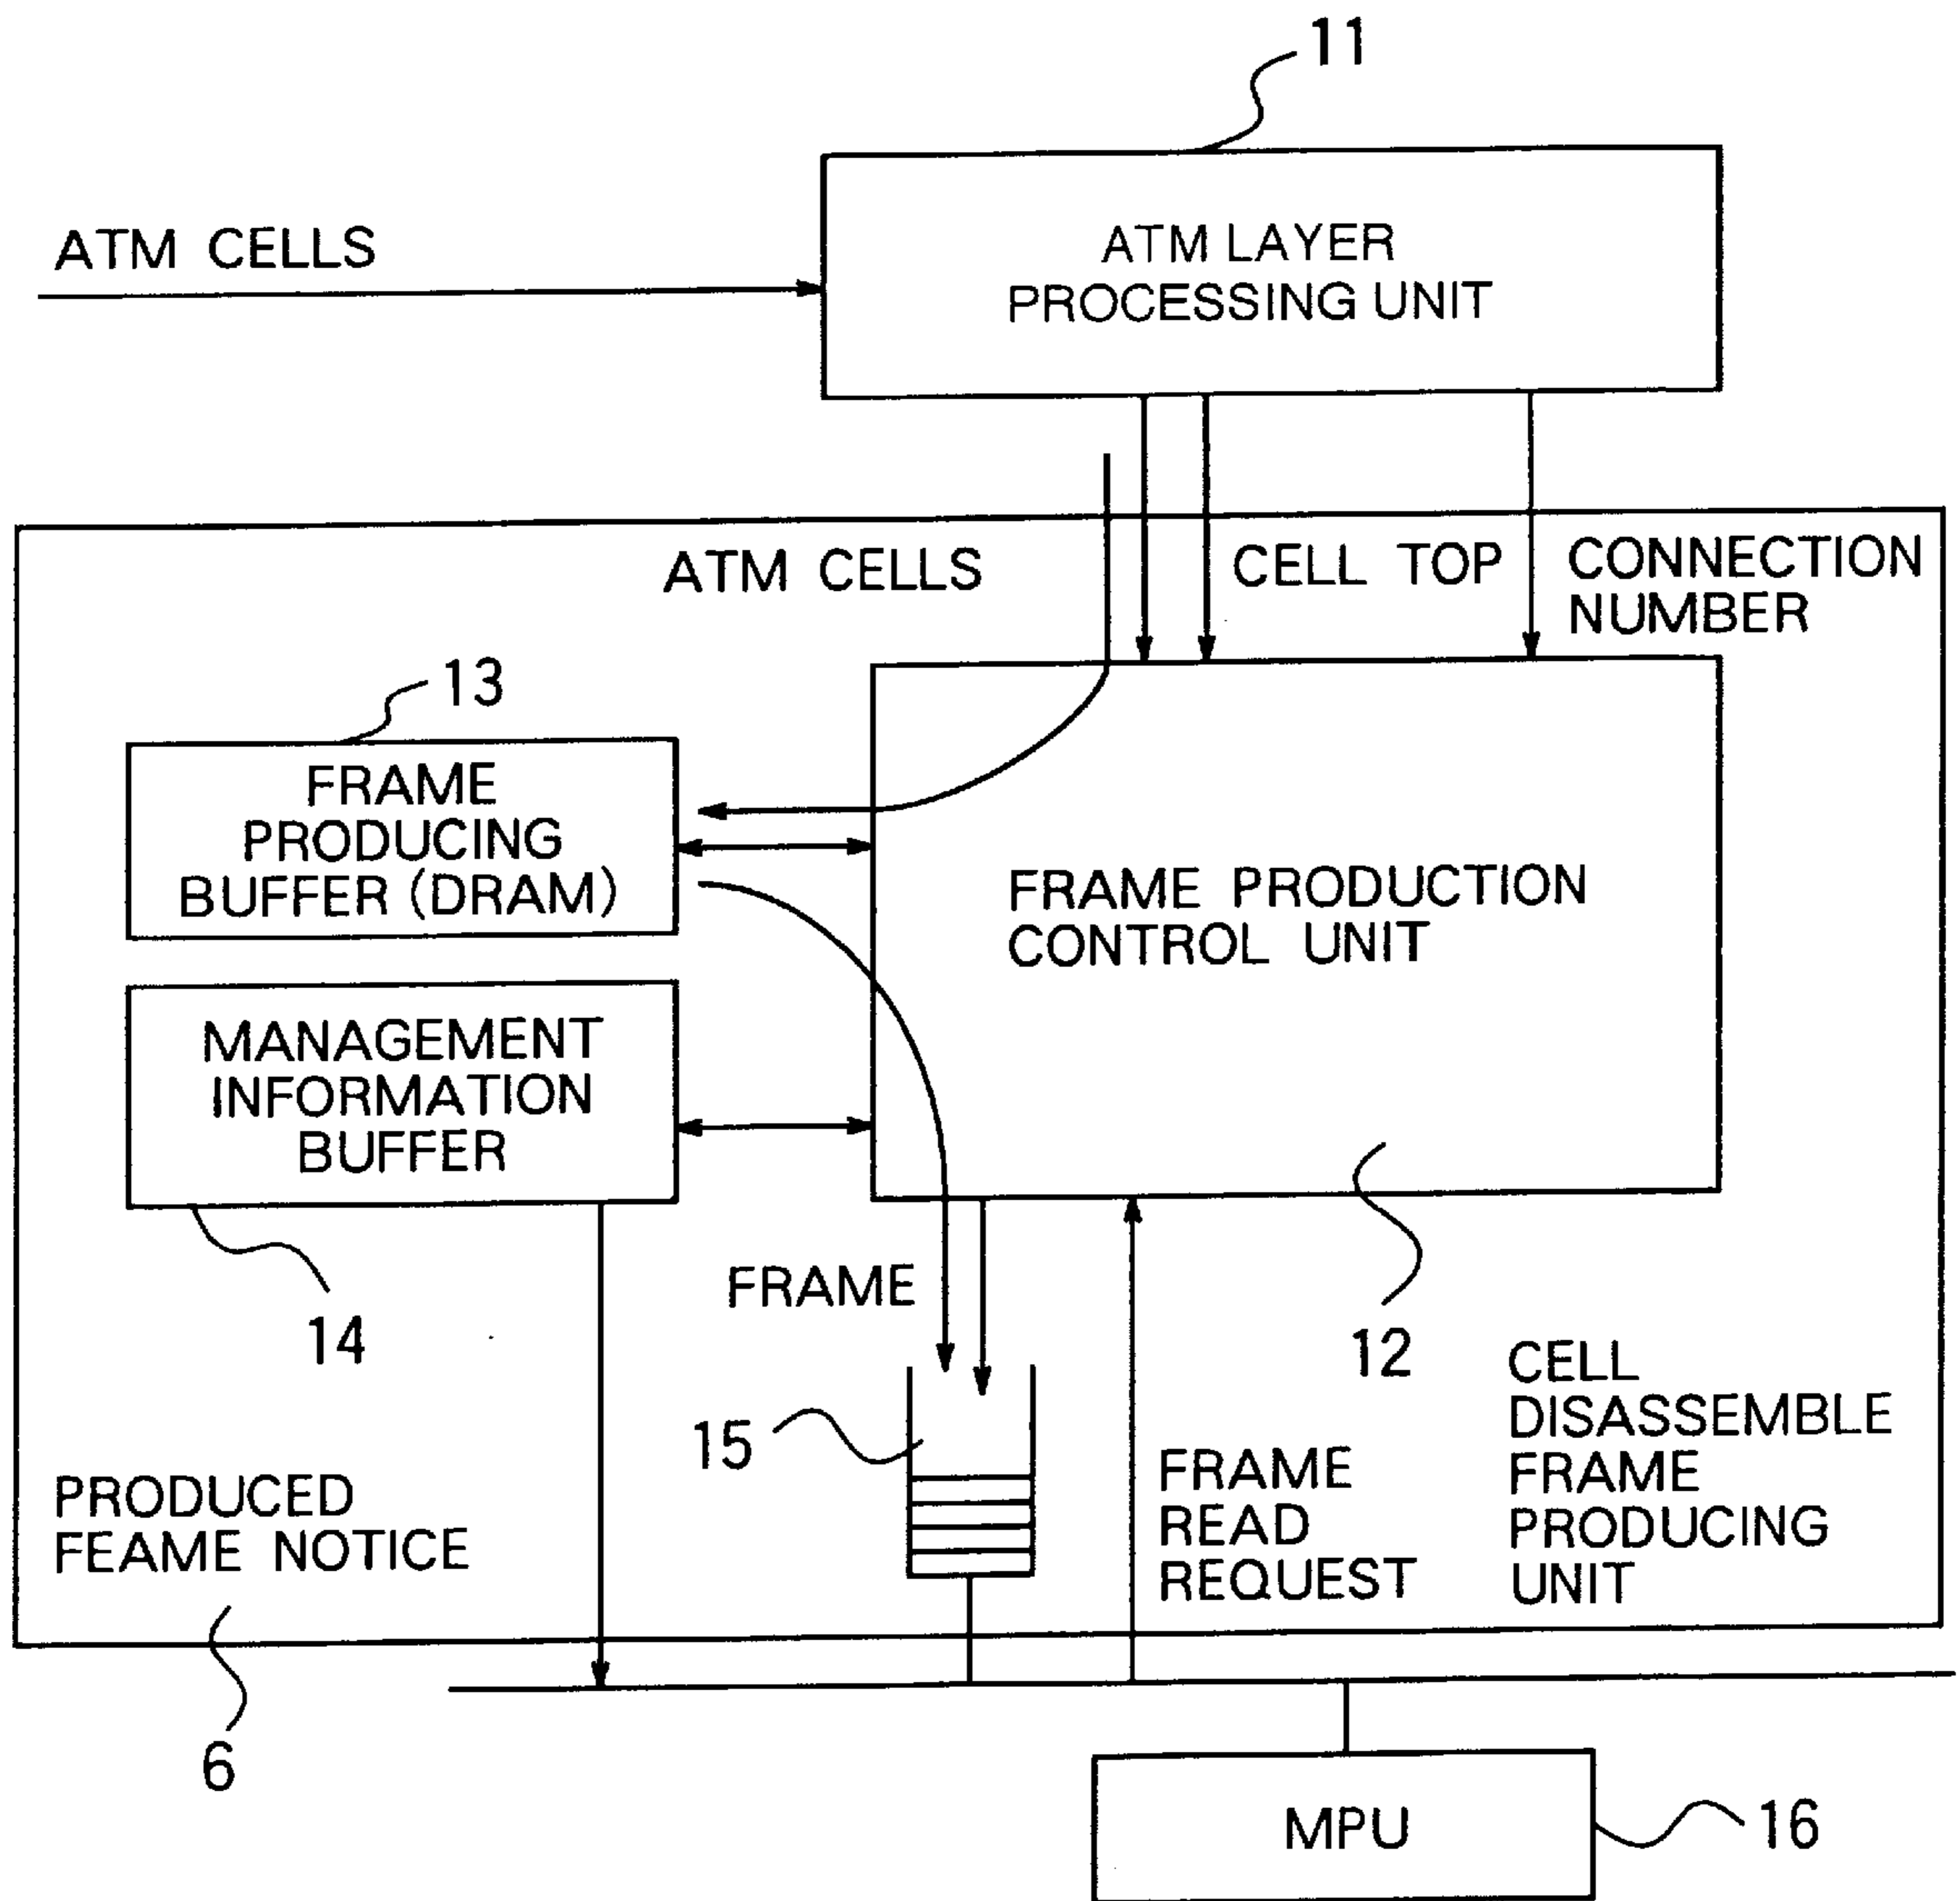 11
ATM CELLS
ATM LAYER
PROCESSING UNIT
ATM CELLS
CELL TOP
CONNECTION
NUMBER
13
FRAME
PRODUCING
BUFFER (DRAM)
FRAME PRODUCTION
CONTROL UNIT
MANAGEMENT
INFORMATION
BUFFER
14
FRAME
12
15
CELL
DISASSEMBLE
FRAME
PRODUCING
UNIT
FRAME
READ
REQUEST
PRODUCED
FEAME NOTICE
6
MPU
16